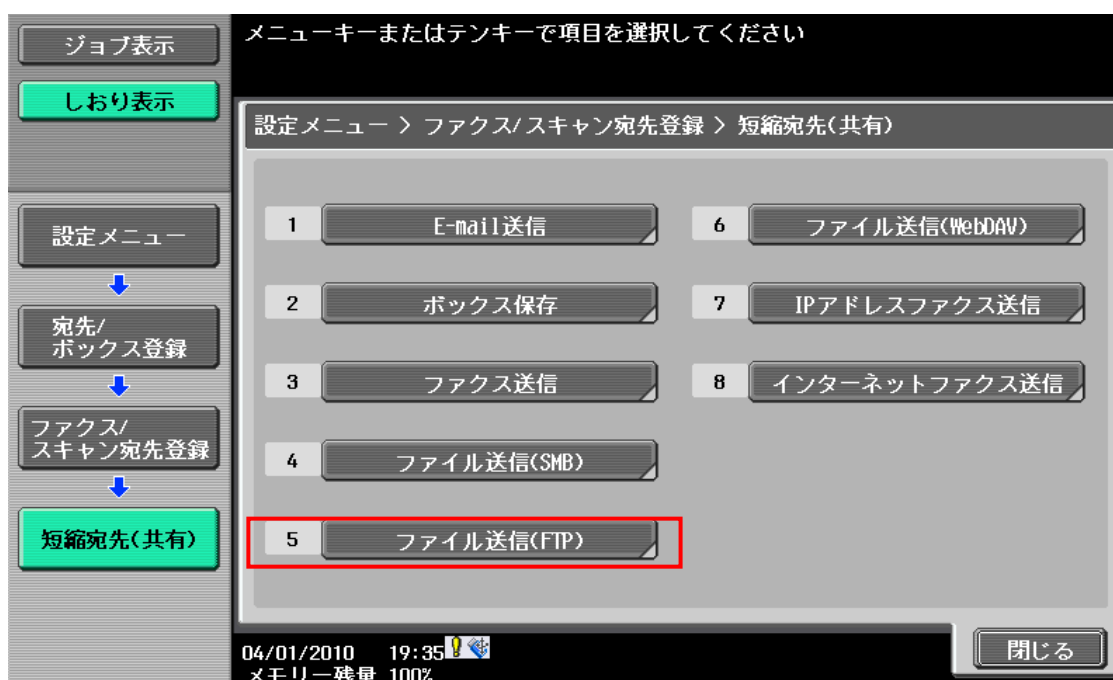 ジョブ表示
しおり表示
設定メニュー
宛先/
ボックス登録
ファクス/
スキャン宛先登録
短縮宛先(共有)
メニューキーまたはテンキーで項目を選択してください
設定メニュー > ファクス/スキャン宛先登録 > 短縮宛先(共有)
1 E-mail送信
2 ボックス保存
3 ファクス送信
4 ファイル送信(SMB)
5 ファイル送信(FTP)
6 ファイル送信(WebDAV)
7 IPアドレスファクス送信
8 インターネットファクス送信
04/01/2010 19:35
メモリー残量 100%
閉じる